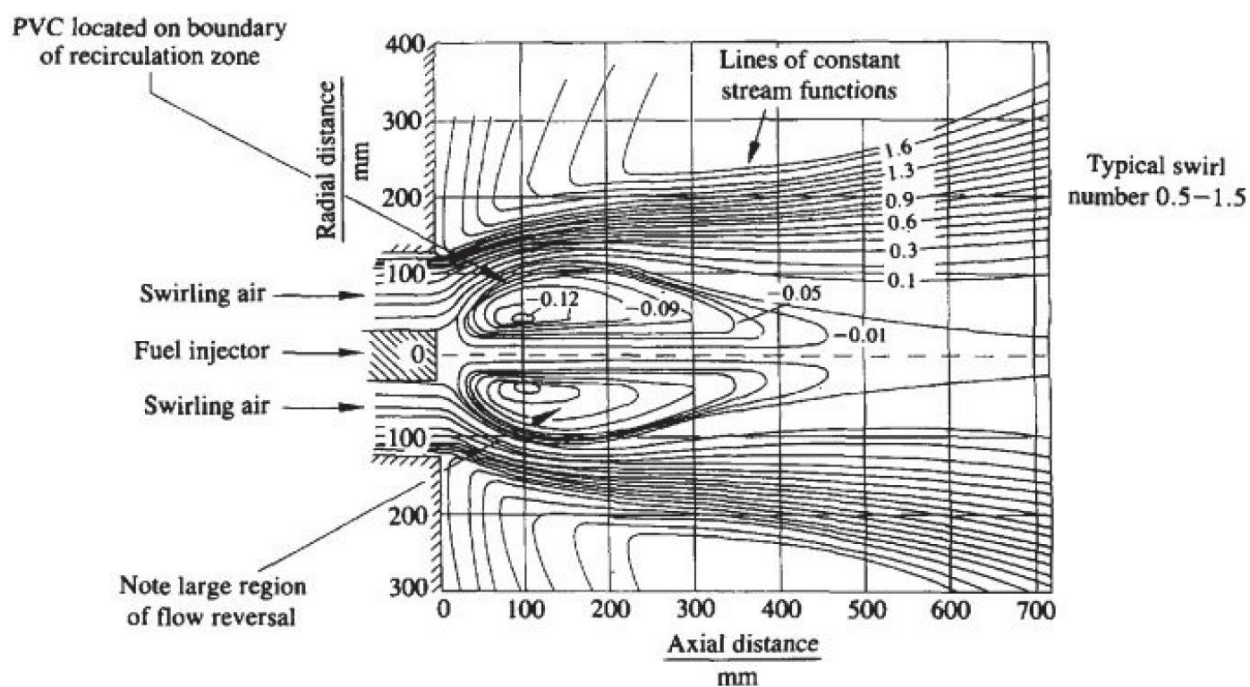 PVC located on boundary
of recirculation zone
Radial distance
mm
400
300
200
100
0
100
200
300
Lines of constant
stream functions
1.6
1.3
0.9
0.6
0.3
0.1
Typical swirl
number 0.5–1.5
Swirling air
Fuel injector
Swirling air
−0.12
−0.09
−0.05
−0.01
Note large region
of flow reversal
0
100
200
300
400
500
600
700
Axial distance
mm